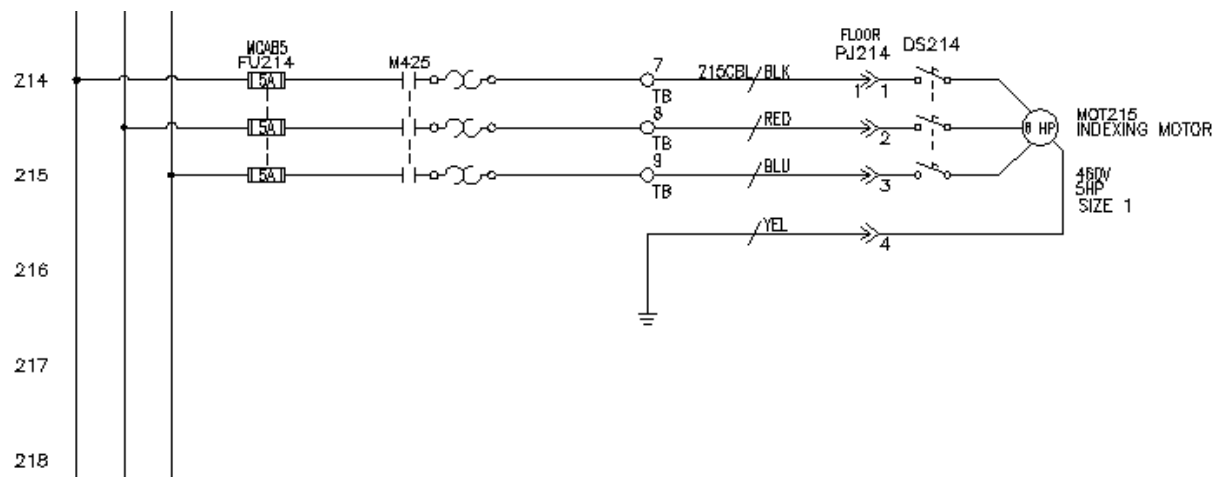 MCAB5
FU214
M425
FLOOR
PJ214
DS214
214
5A
7
TB
215CBL/BLK
1
1
5A
8
TB
RED
2
HP
MOT215
INDEXING MOTOR
215
5A
9
TB
BLU
3
460V
5HP
SIZE 1
YEL
4
216
217
218